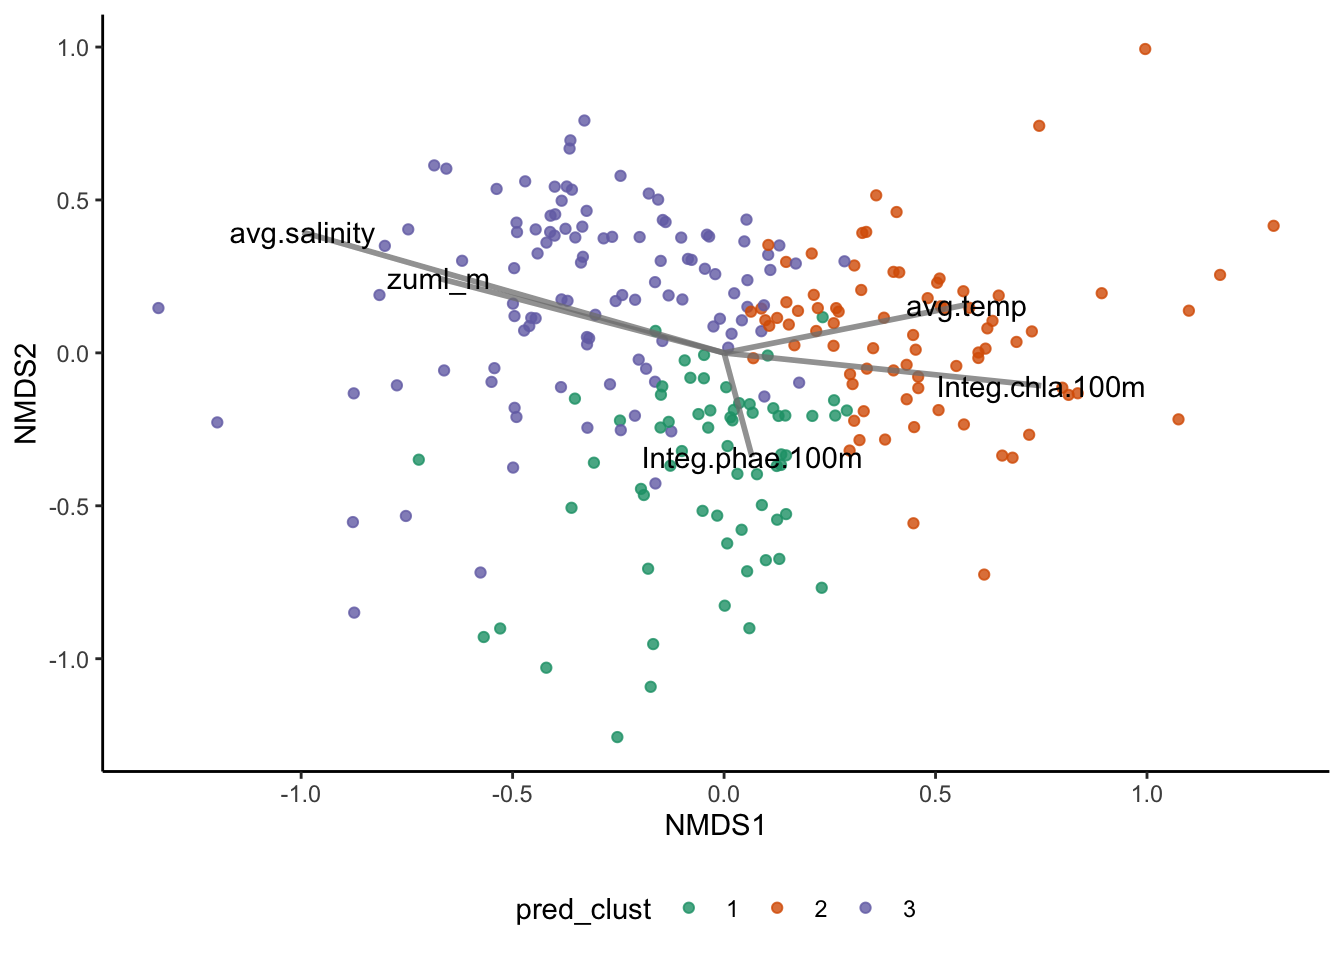 1.0
0.5
0.0
-0.5
-1.0
NMDS2
avg.salinity
zuml_m
avg.temp
Integ.chla.100m
Integ.phae.100m
-1.0 -0.5 0.0 0.5 1.0
NMDS1
pred_clust 1 2 3